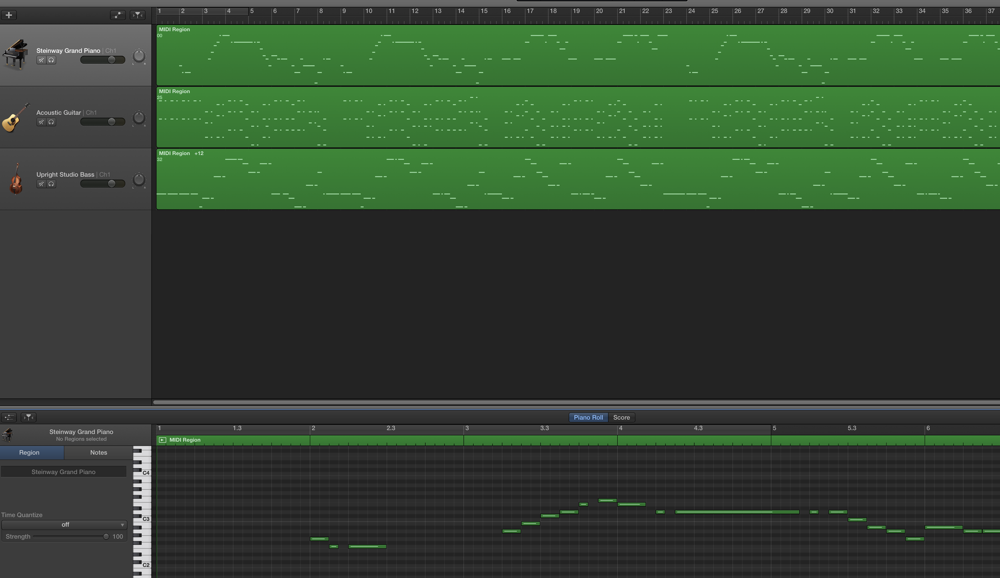 1 2 3 4 5 6 7 8 9 10 11 12 13 14 15 16 17 18 19 20 21 22 23 24 25 26 27 28 29 30 31 32 33 34 35 36 37
MIDI Region
00
Steinway Grand Piano | Ch1
L R
MIDI Region
25
Acoustic Guitar | Ch1
L R
MIDI Region +12
32
Upright Studio Bass | Ch1
L R
Piano Roll Score
Steinway Grand Piano
No Regions selected
1 1.3 2 2.3 3 3.3 4 4.3 5 5.3 6
MIDI Region
Region Notes
Steinway Grand Piano
C4
Time Quantize
C3
off
Strength 100
C2